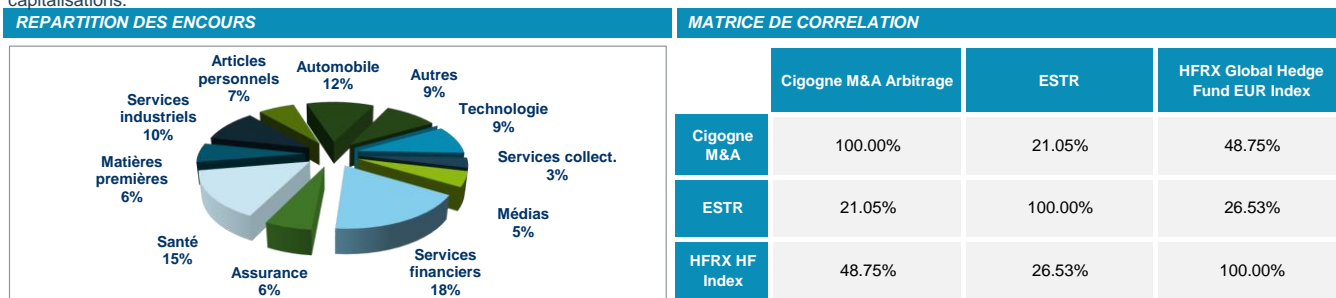 capitalisations.
REPARTITION DES ENCOURS
Articles
personnels
7%
Automobile
12%
Autres
9%
Technologie
9%
Services collect.
3%
Médias
5%
Services
financiers
18%
Assurance
6%
Santé
15%
Matières
premières
6%
Services
industriels
10%
MATRICE DE CORRELATION
Cigogne M&A Arbitrage
ESTR
HFRX Global Hedge
Fund EUR Index
Cigogne
M&A
100.00%
21.05%
48.75%
ESTR
21.05%
100.00%
26.53%
HFRX HF
Index
48.75%
26.53%
100.00%